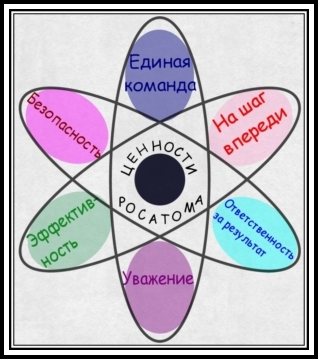 Единая
команда
На шаг
впереди
Ответственность
за результат
Уважение
Эффектив-
ность
Безопасность
ЦЕННОСТИ
РОСАТОМА